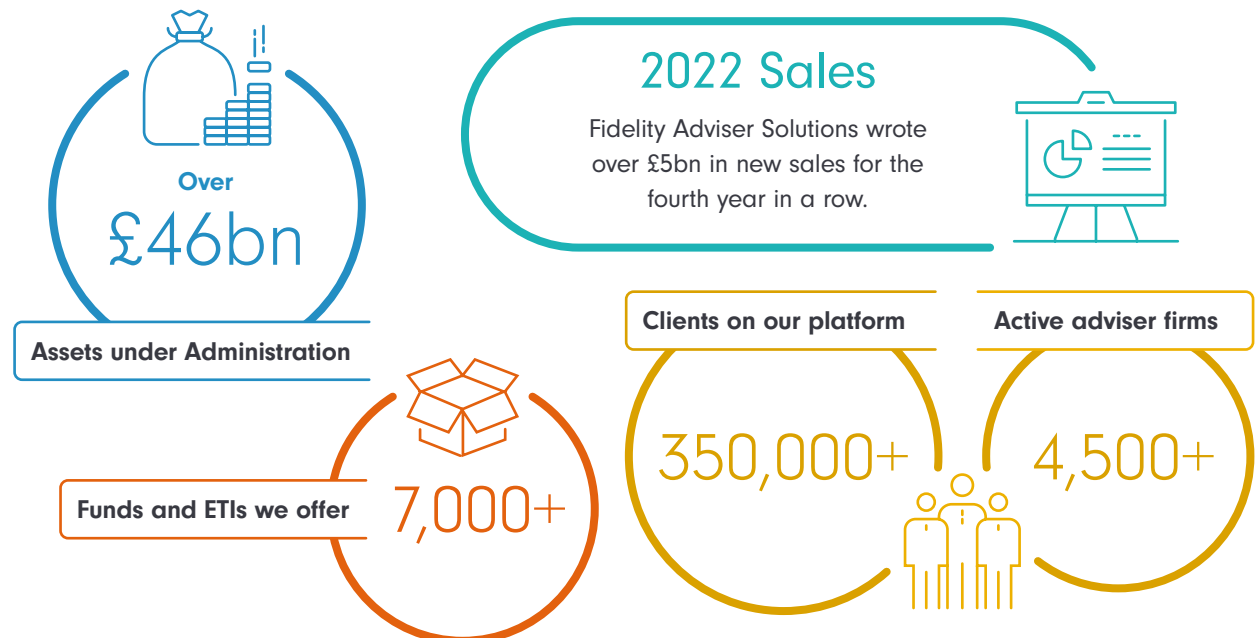 Over
£46bn
Assets under Administration
2022 Sales
Fidelity Adviser Solutions wrote
over £5bn in new sales for the
fourth year in a row.
Funds and ETIs we offer
7,000+
Clients on our platform
350,000+
Active adviser firms
4,500+